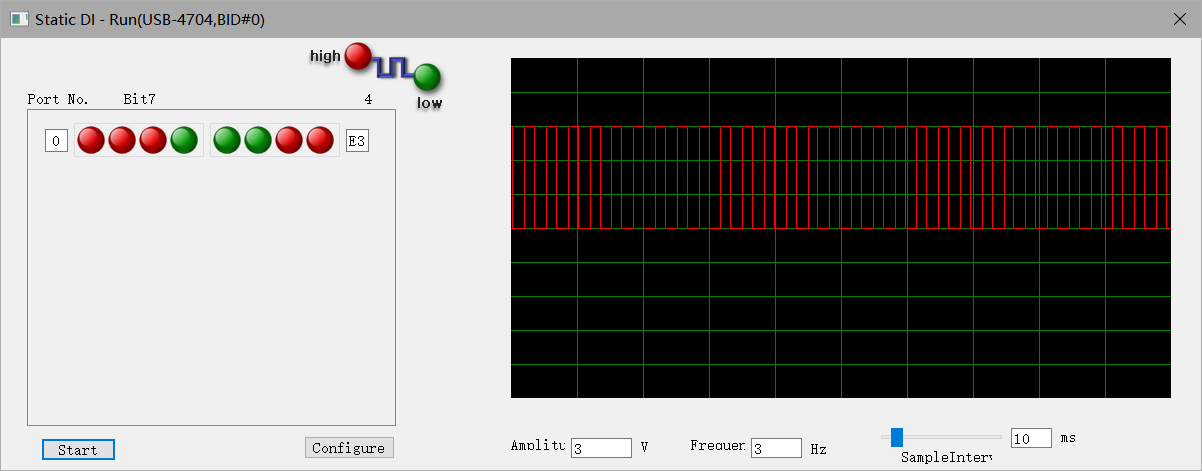 Static DI - Run(USB-4704,BID#0)
high
low
Port No. Bit7 4
0 E3
Start
Configure
Amplitu 3 V
Frequen 3 Hz
10 ms
SampleInterv